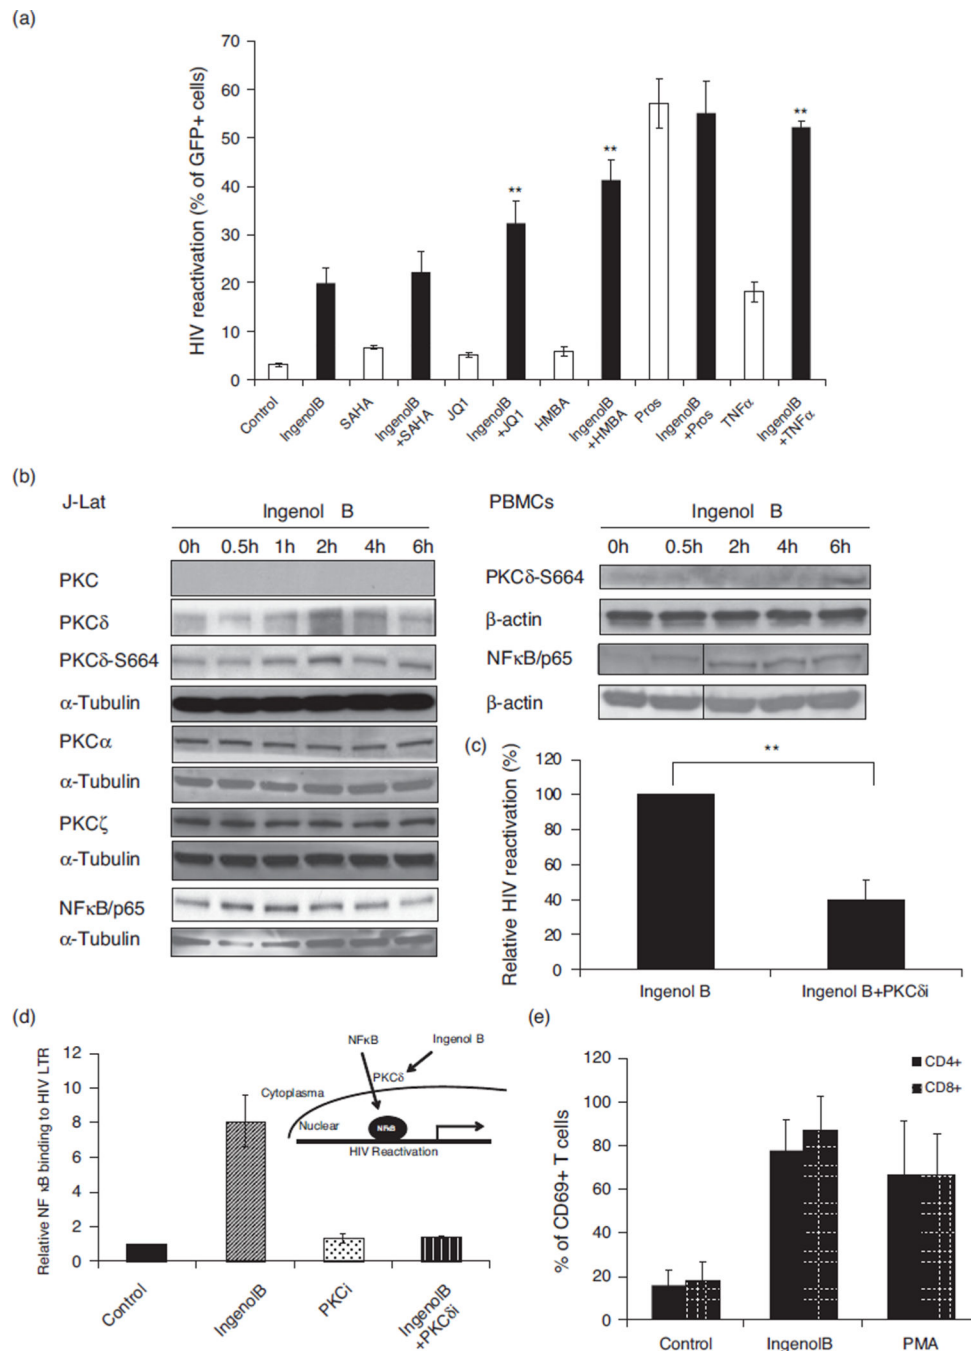 (a)
HIV reactivation (% of GFP+ cells)
70
60
50
40
30
20
10
0
**
**
**
Control
IngenolB
SAHA
IngenolB
+SAHA
JQ1
IngenolB
+JQ1
HMBA
IngenolB
+HMBA
Pros
IngenolB
+Pros
TNFα
IngenolB
+TNFα
(b)
J-Lat
Ingenol B
0h 0.5h 1h 2h 4h 6h
PKC
PKCδ
PKCδ-S664
α-Tubulin
PKCα
α-Tubulin
PKCζ
α-Tubulin
NFκB/p65
α-Tubulin
PBMCs
Ingenol B
0h 0.5h 2h 4h 6h
PKCδ-S664
β-actin
NFκB/p65
β-actin
(c)
Relative HIV reactivation (%)
120
100
80
60
40
20
0
**
Ingenol B
Ingenol B+PKCδi
(d)
Relative NF κB binding to HIV LTR
12
10
8
6
4
2
0
NFκB
Ingenol B
PKCδ
Cytoplasma
Nuclear
NFκB
HIV Reactivation
Control
IngenolB
PKCi
IngenolB
+PKCδi
(e)
% of CD69+ T cells
120
100
80
60
40
20
0
CD4+
CD8+
Control
IngenolB
PMA